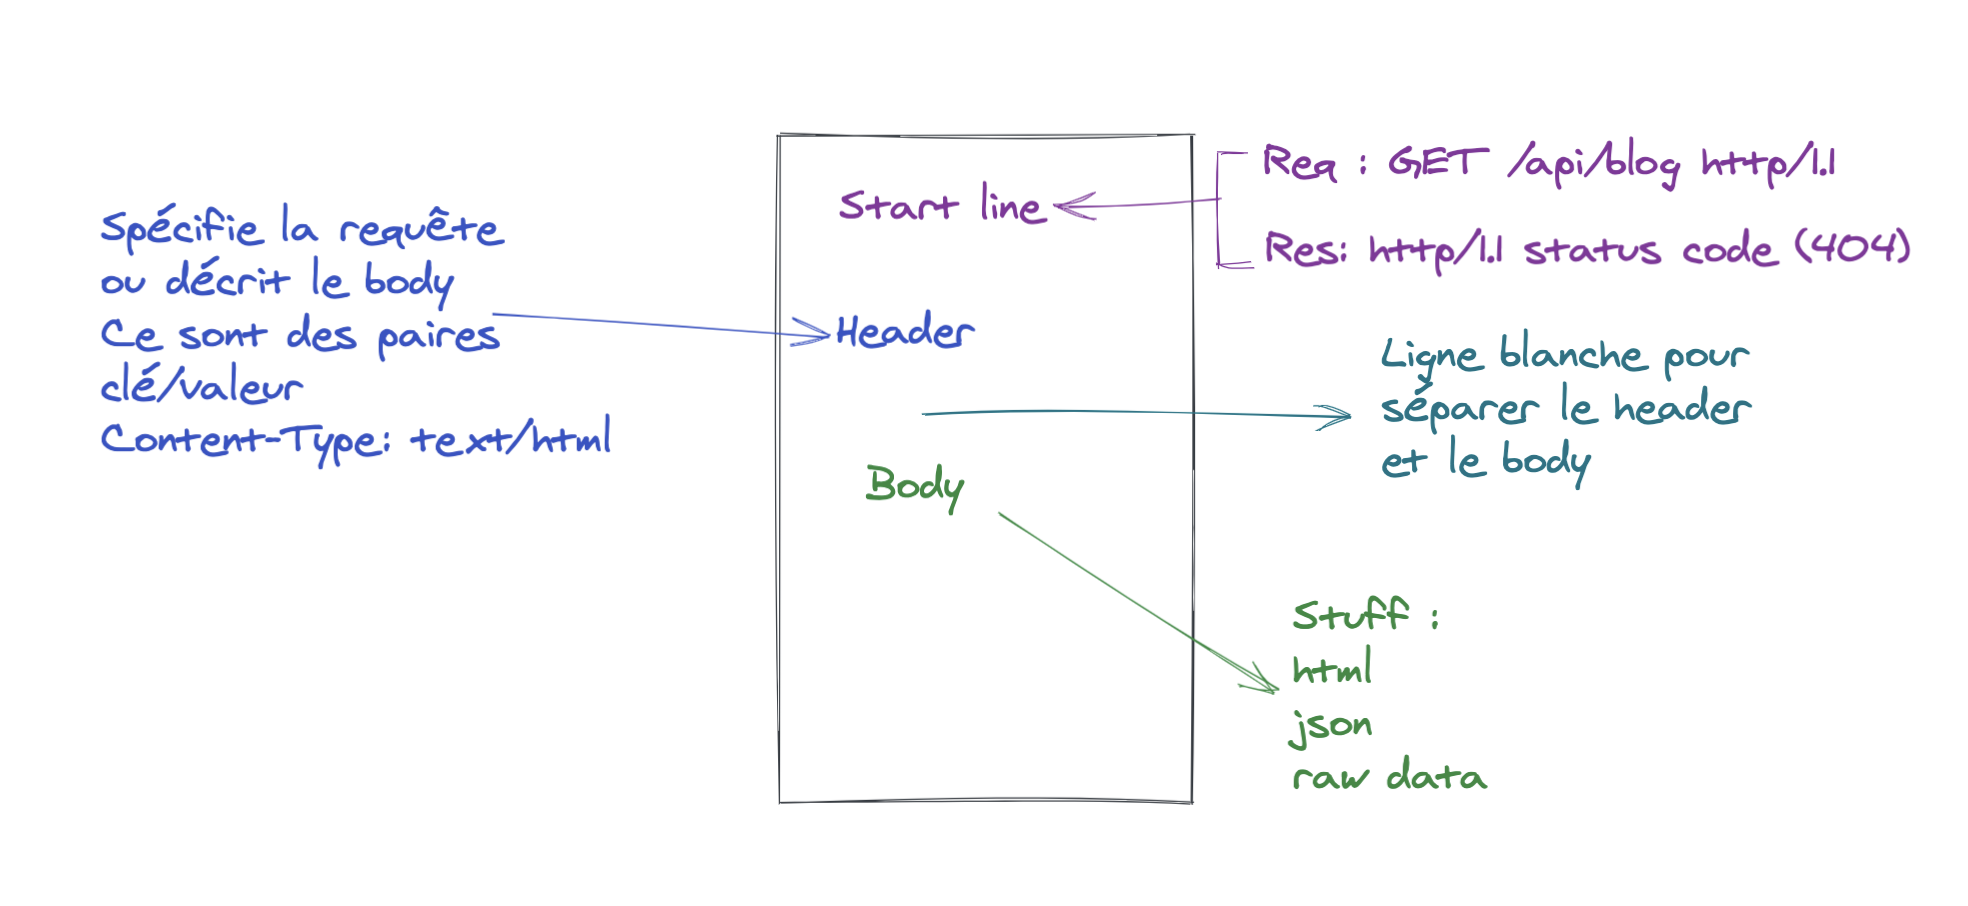 Spécifie la requête
ou décrit le body
Ce sont des paires
clé/valeur
Content-Type: text/html
Start line
Header
Body
Req : GET /api/blog http/1.1
Res: http/1.1 status code (404)
Ligne blanche pour
séparer le header
et le body
Stuff :
html
json
raw data